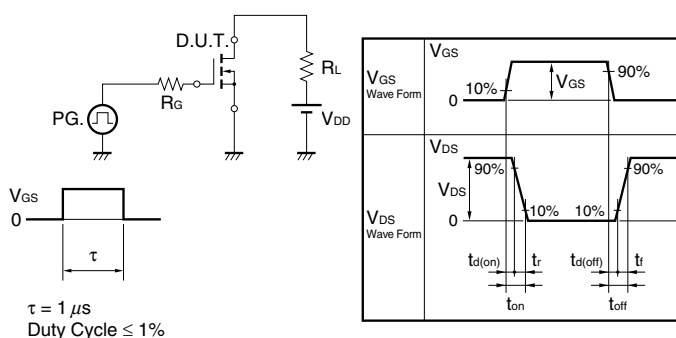 D.U.T.
RL
RG
PG.
VDD
VGS
0
τ
τ = 1 μs
Duty Cycle ≤ 1%
VGS
Wave Form
VGS
10%
VGS
90%
0
VDS
Wave Form
VDS
90%
VDS
90%
10%
10%
0
td(on)
tr
td(off)
tf
ton
toff